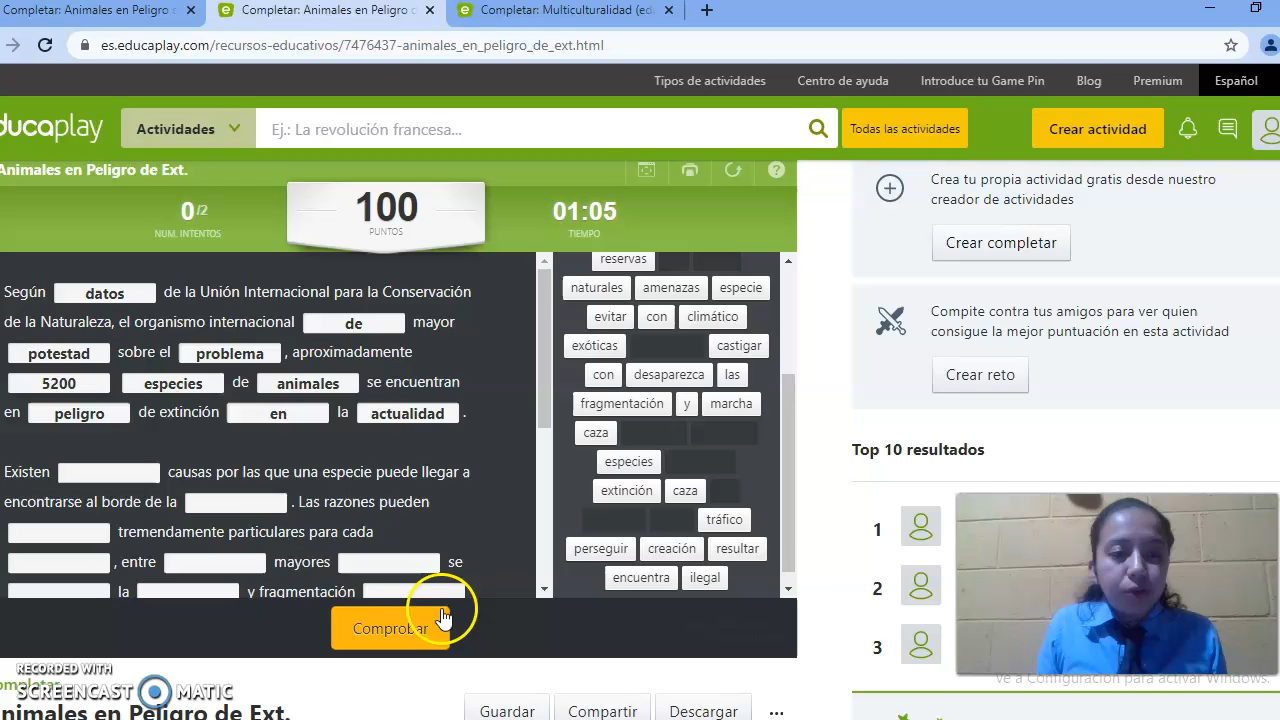 Completar: Animales en Peligro d
Completar: Animales en Peligro d
Completar: Multiculturalidad (ed
es.educaplay.com/recursos-educativos/7476437-animales_en_peligro_de_ext.html
Tipos de actividades Centro de ayuda Introduce tu Game Pin Blog Premium Español
ducaplay Actividades Ej.: La revolución francesa... Todas las actividades Crear actividad
Animales en Peligro de Ext.
0/2
NUM. INTENTOS
100
PUNTOS
01:05
TIEMPO
Según datos de la Unión Internacional para la Conservación
de la Naturaleza, el organismo internacional de mayor
potestad sobre el problema , aproximadamente
5200 especies de animales se encuentran
en peligro de extinción en la actualidad .
Existen causas por las que una especie puede llegar a
encontrarse al borde de la . Las razones pueden
tremendamente particulares para cada
, entre mayores se
la y fragmentación
reservas
naturales amenazas especie
evitar con climático
exóticas castigar
con desaparezca las
fragmentación y marcha
caza
especies
extinción caza
tráfico
perseguir creación resultar
encuentra ilegal
Comprobar
Crea tu propia actividad gratis desde nuestro
creador de actividades
Crear completar
Compite contra tus amigos para ver quien
consigue la mejor puntuación en esta actividad
Crear reto
Top 10 resultados
1
2
3
Ve a Configuración para activar Windows.
RECORDED WITH
SCREENCAST MATIC
ompletar
nimales en Peligro de Ext.
Guardar Compartir Descargar ...